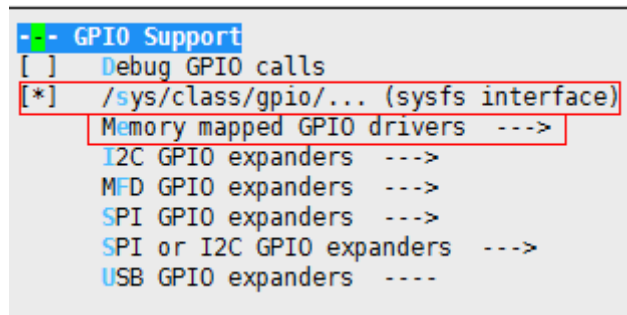 -*- GPIO Support
[ ] Debug GPIO calls
[*] /sys/class/gpio/... (sysfs interface)
Memory mapped GPIO drivers --->
I2C GPIO expanders --->
MFD GPIO expanders --->
SPI GPIO expanders --->
SPI or I2C GPIO expanders --->
USB GPIO expanders ----